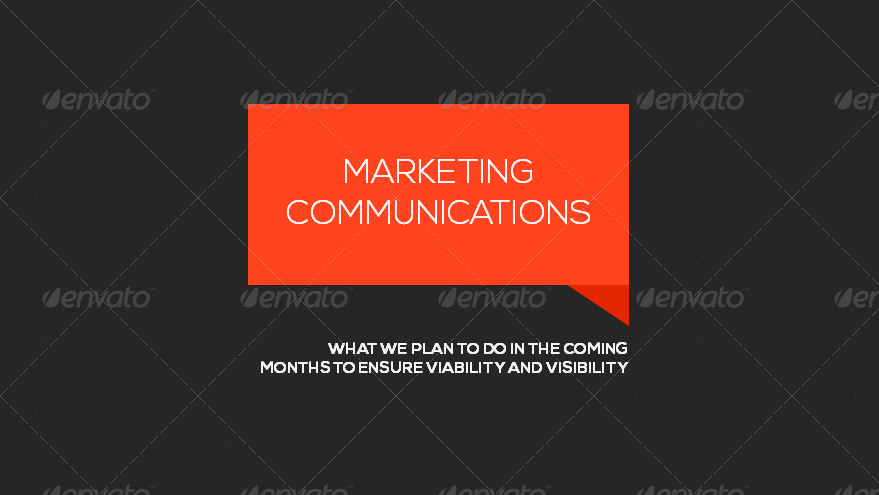 envato envato envato envato
MARKETING
COMMUNICATIONS
envato envato envato envato
WHAT WE PLAN TO DO IN THE COMING
MONTHS TO ENSURE VIABILITY AND VISIBILITY